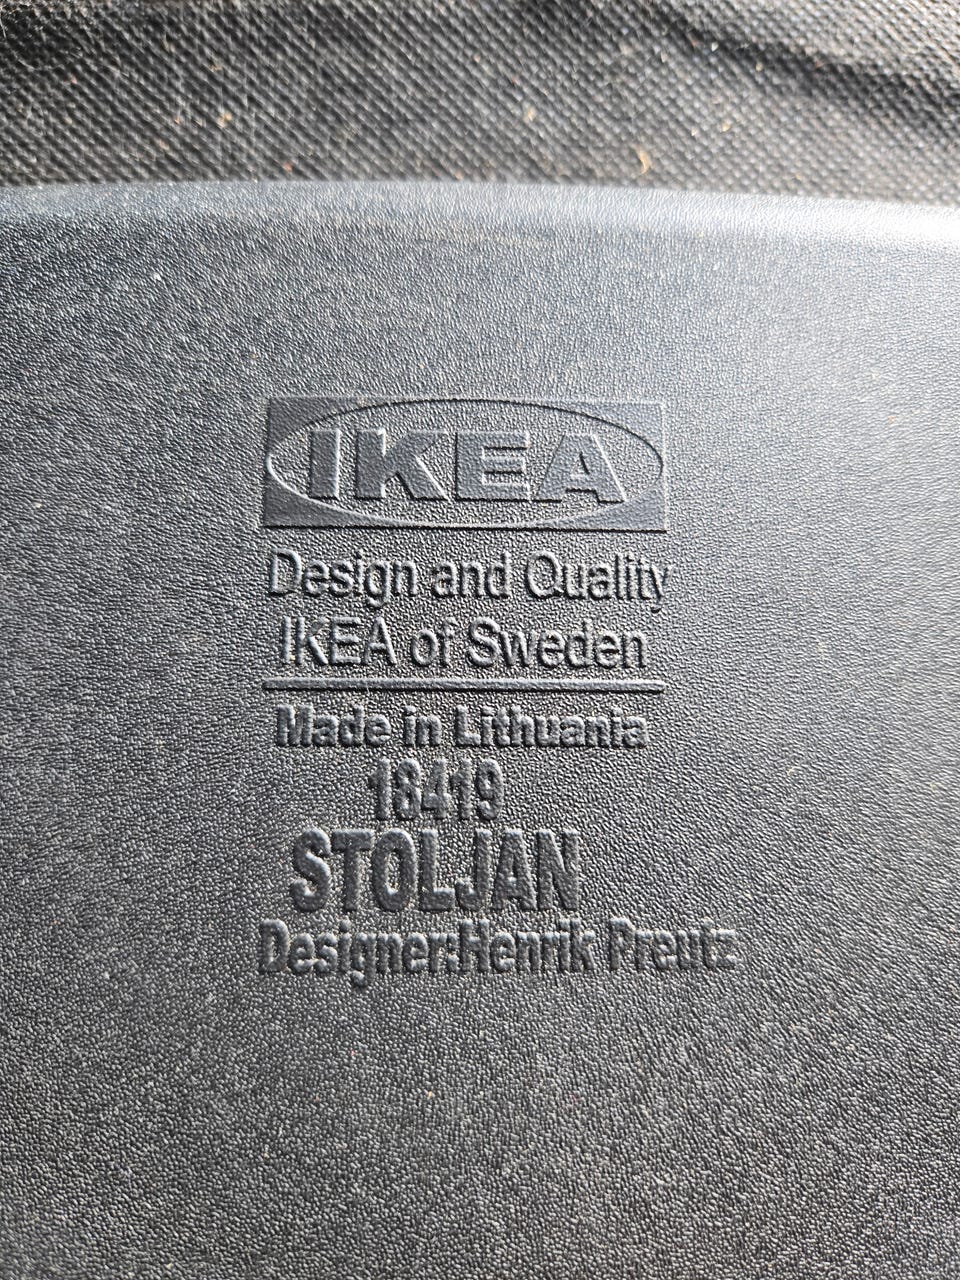 IKEA
Design and Quality
IKEA of Sweden
Made in Lithuania
18419
STOLJAN
Designer:Henrik Preutz